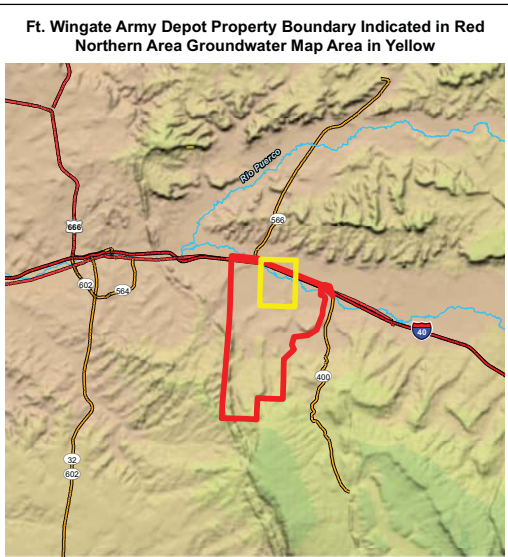 Ft. Wingate Army Depot Property Boundary Indicated in Red
Northern Area Groundwater Map Area in Yellow
Rio Puerco
566
666
602
564
40
400
32
602